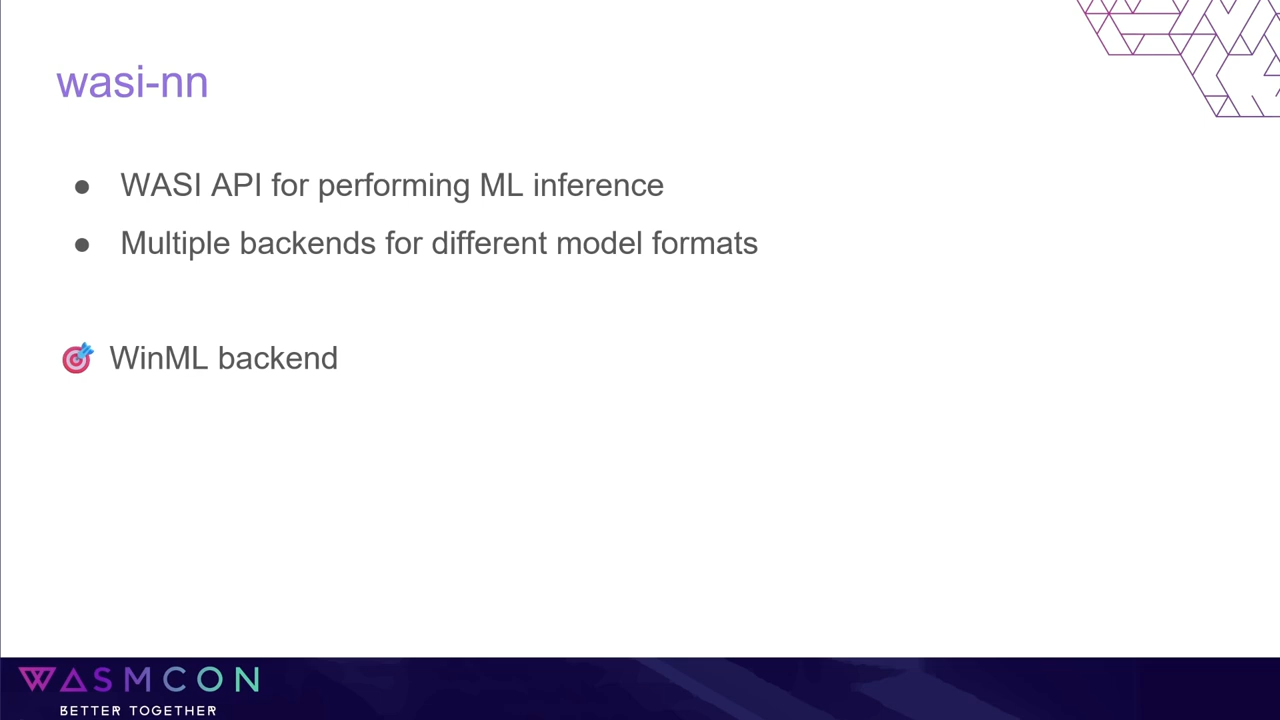 wasi-nn
● WASI API for performing ML inference
● Multiple backends for different model formats
🎯 WinML backend
WASMCON
BETTER TOGETHER